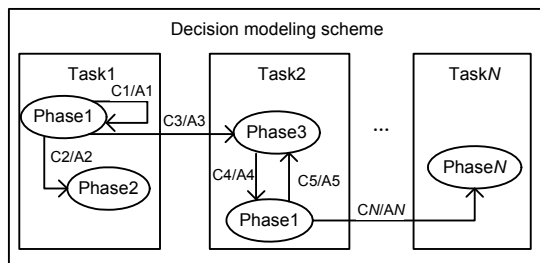 Decision modeling scheme
Task1
Task2
TaskN
C1/A1
Phase1
C3/A3
Phase3
...
C2/A2
C4/A4
C5/A5
PhaseN
Phase2
Phase1
CN/AN